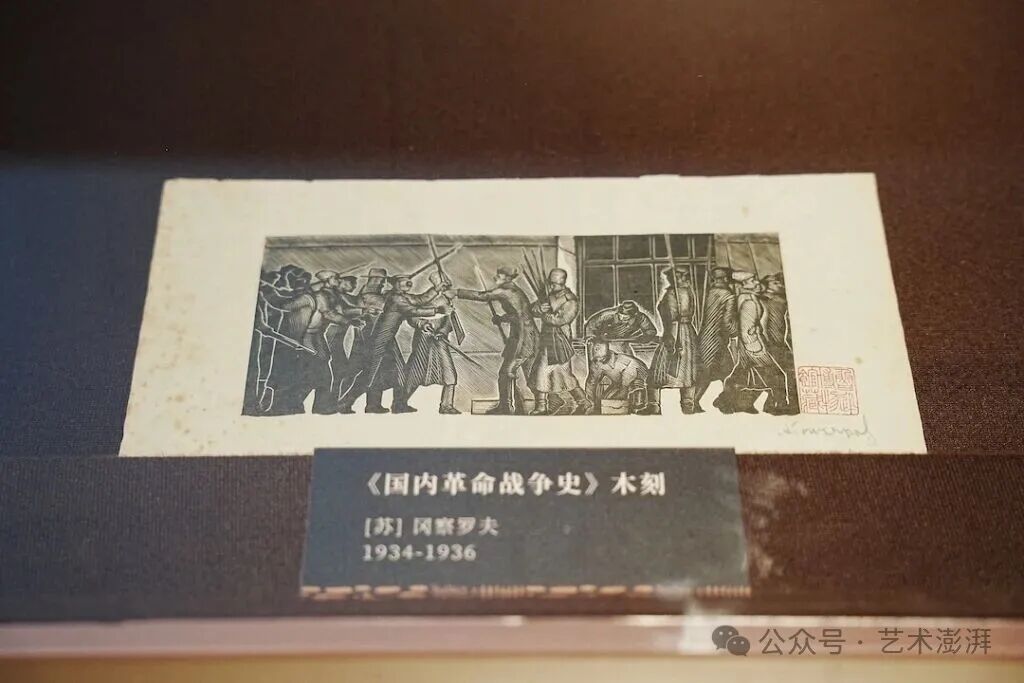 《国内革命战争史》木刻
[苏] 冈察罗夫
1934-1936
公众号 · 艺术澎湃